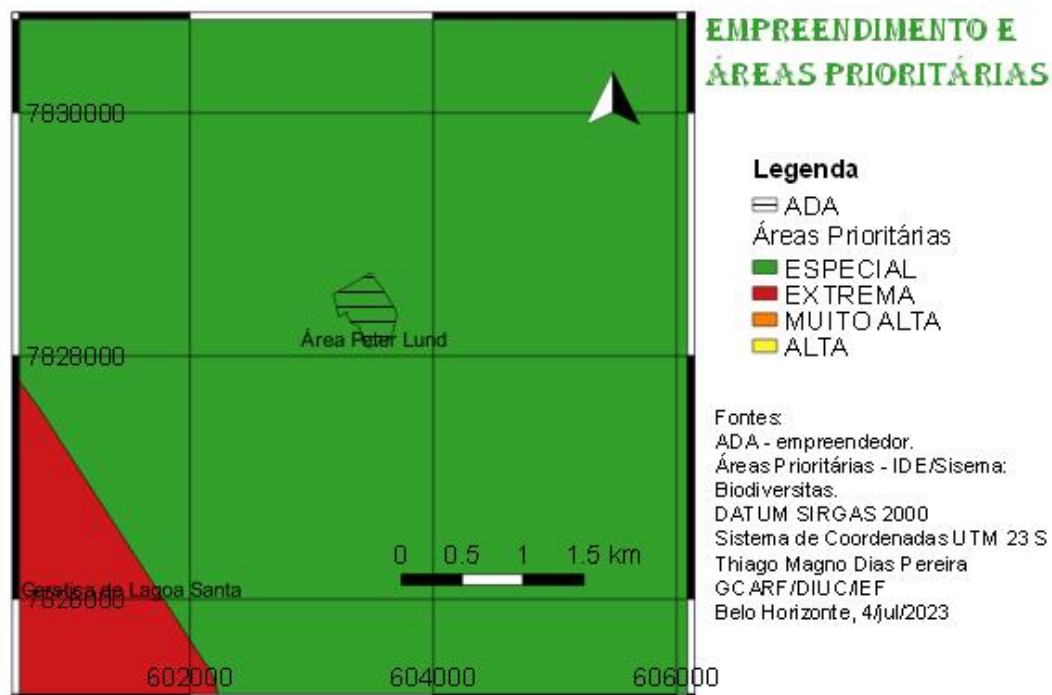 EMPREENDIMENTO E
ÁREAS PRIORITÁRIAS
7830000
Legenda
ADA
Áreas Prioritárias
ESPECIAL
EXTREMA
MUITO ALTA
ALTA
Área Peter Lund
7828000
Fontes:
ADA - empreendedor.
Áreas Prioritárias - IDE/Sisema:
Biodiversitas.
DATUM SIRGAS 2000
Sistema de Coordenadas UTM 23 S
Thiago Magno Dias Pereira
GCARF/DIUC/IEF
Belo Horizonte, 4/jul/2023
0 0.5 1 1.5 km
de Lagoa Santa
7826000
602000 604000 606000